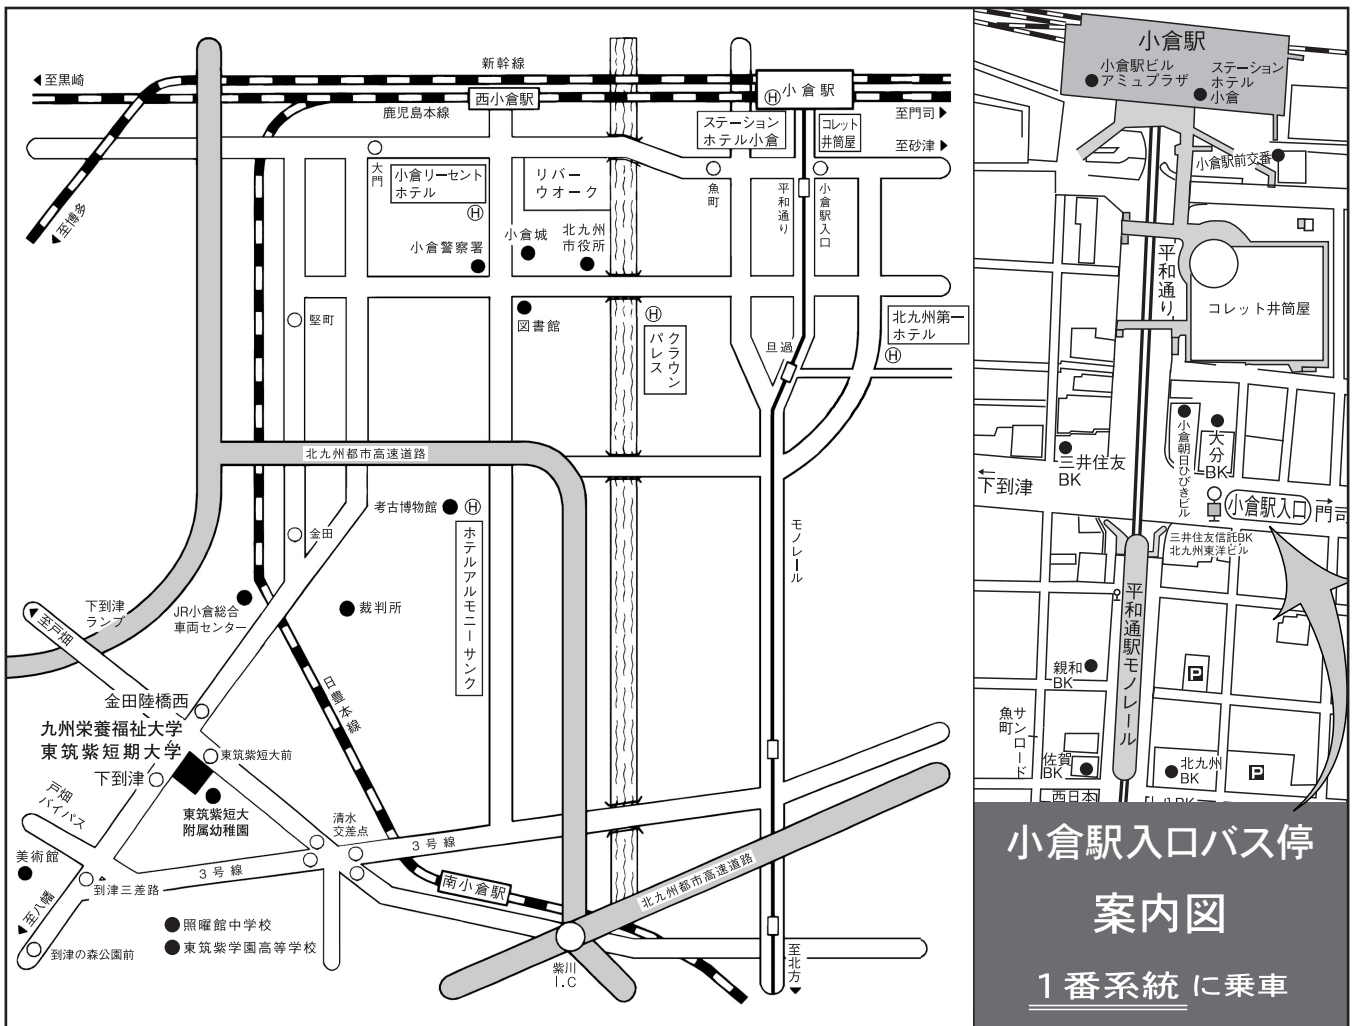 新幹線
至黒崎
小倉駅
西小倉駅
鹿児島本線
至門司
ステーション
ホテル小倉
コレット
井筒屋
至砂津
大門
小倉リーセント
ホテル
リバー
ウオーク
魚町
平和通り
小倉駅入口
至博多
小倉警察署
小倉城
北九州
市役所
図書館
堅町
クラウン
パレス
旦過
北九州第一
ホテル
北九州都市高速道路
考古博物館
金田
ホテルアルモニーサンク
モノレール
下到津
ランプ
JR小倉総合
車両センター
裁判所
至戸畑
日豊本線
金田陸橋西
九州栄養福祉大学
東筑紫短期大学
東筑紫短大前
下到津
東筑紫短大
附属幼稚園
戸畑
バイパス
清水
交差点
3号線
3号線
美術館
到津三差路
南小倉駅
北九州都市高速道路
至八幡
照曜館中学校
東筑紫学園高等学校
到津の森公園前
紫川
I.C
至北方
小倉駅
小倉駅ビル
アミュプラザ
ステーション
ホテル
小倉
小倉駅前交番
平和通り
コレット井筒屋
小倉朝日ひびきビル
大分
BK
三井住友
BK
←
下到津
小倉駅入口
→
門司
三井住友信託BK
北九州東洋ビル
平和通駅モノレール
親和
BK
P
魚町
サンロード
佐賀
BK
北九州
BK
P
西日本
小倉駅入口バス停
案内図
1番系統に乗車